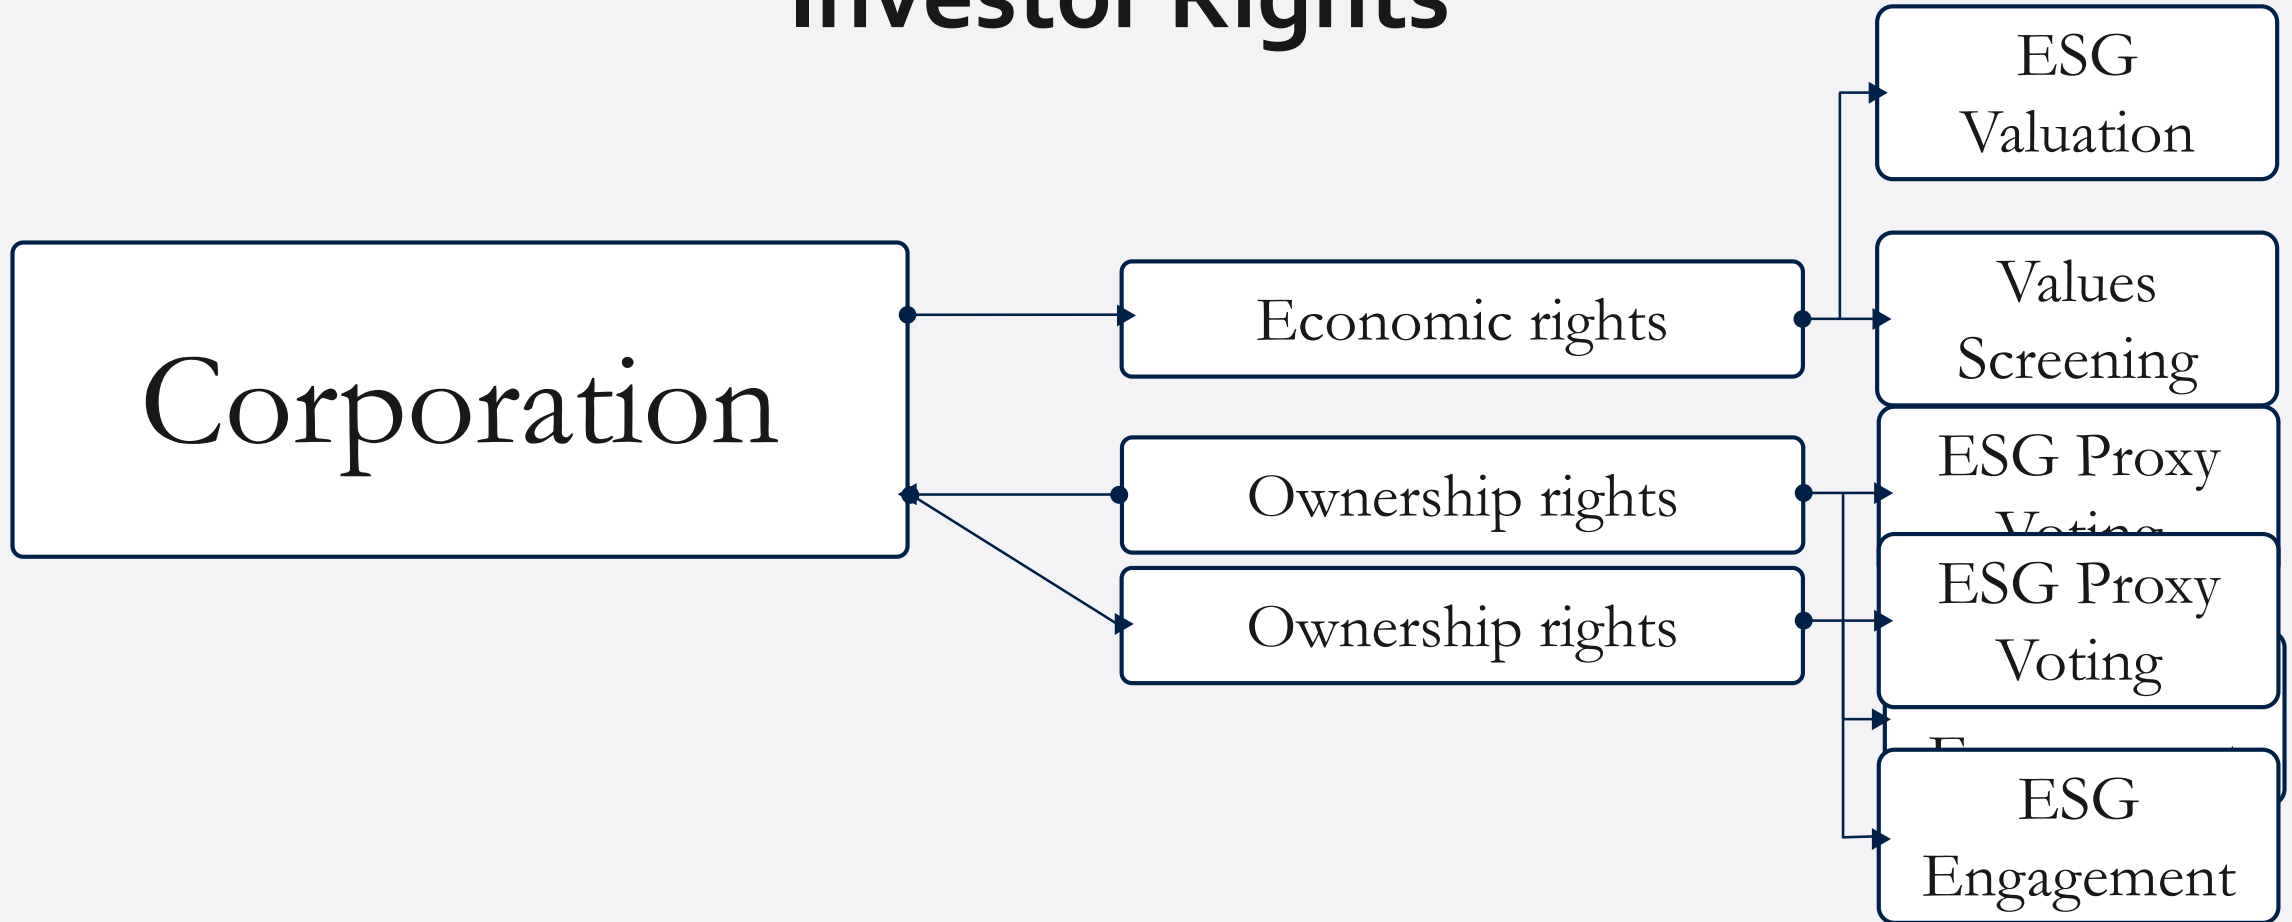 Investor Rights
ESG
Valuation
Corporation
Economic rights
Values
Screening
Ownership rights
ESG Proxy
Voting
Ownership rights
ESG Proxy
Voting
ESG
Engagement